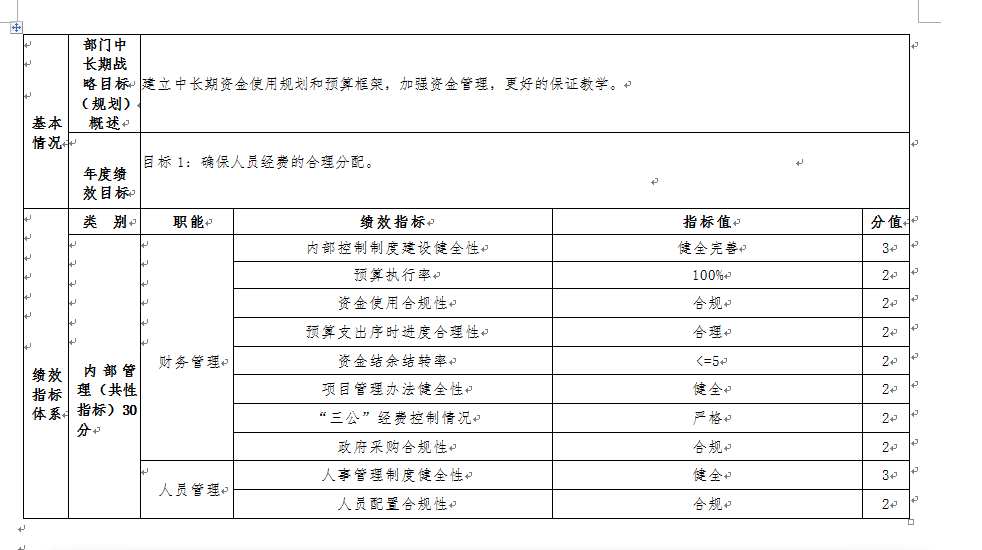 基本
情况
部门中
长期战
略目标
（规划）
概述
建立中长期资金使用规划和预算框架，加强资金管理，更好的保证教学。
年度绩
效目标
目标 1：确保人员经费的合理分配。
绩效
指标
体系
类 别
职能
绩效指标
指标值
分值
内部管
理（共性
指标）30
分
财务管理
内部控制制度建设健全性
健全完善
3
预算执行率
100%
2
资金使用合规性
合规
2
预算支出序时进度合理性
合理
2
资金结余结转率
<=5
2
项目管理办法健全性
健全
2
“三公”经费控制情况
严格
2
政府采购合规性
合规
2
人员管理
人事管理制度健全性
健全
3
人员配置合规性
合规
2